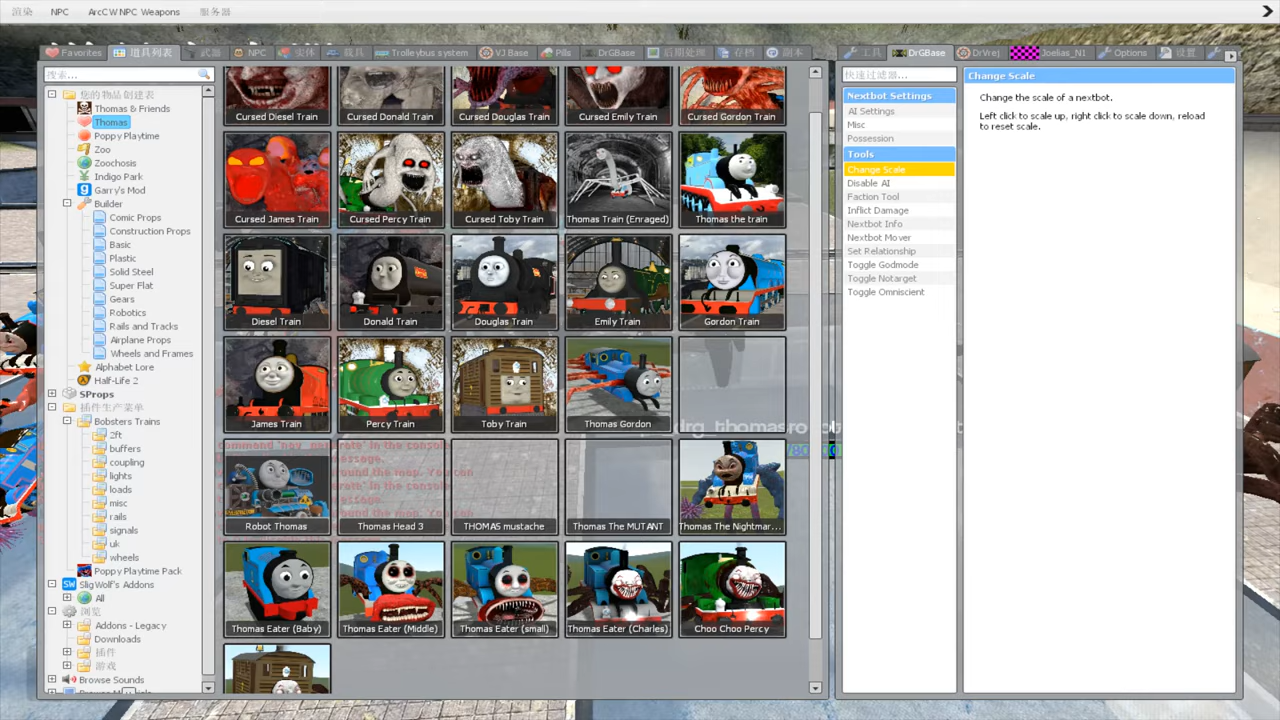 渲染 NPC ArcCW NPC Weapons 服务器
Favorites 道具列表 武器 NPC 实体 载具 Trolleybus system VJ Base Pills DrGBase 后期处理 存档 副本
工具 DrGBase DrVrej Joelias_N1 Options 设置
搜索...
您的物品创建表
Thomas & Friends
Thomas
Poppy Playtime
Zoo
Zoochosis
Indigo Park
Garry's Mod
Builder
Comic Props
Construction Props
Basic
Plastic
Solid Steel
Super Flat
Gears
Robotics
Rails and Tracks
Airplane Props
Wheels and Frames
Alphabet Lore
Half-Life 2
SProps
插件生产菜单
Bobsters Trains
2ft
buffers
coupling
lights
loads
misc
rails
signals
uk
wheels
Poppy Playtime Pack
SligWolf's Addons
All
浏览
Addons - Legacy
Downloads
插件
游戏
Browse Sounds
Cursed Diesel Train
Cursed Donald Train
Cursed Douglas Train
Cursed Emily Train
Cursed Gordon Train
Cursed James Train
Cursed Percy Train
Cursed Toby Train
Thomas Train (Enraged)
Thomas the train
Diesel Train
Donald Train
Douglas Train
Emily Train
Gordon Train
James Train
Percy Train
Toby Train
Thomas Gordon
Robot Thomas
Thomas Head 3
THOMAS mustache
Thomas The MUTANT
Thomas The Nightmar...
Thomas Eater (Baby)
Thomas Eater (Middle)
Thomas Eater (small)
Thomas Eater (Charles)
Choo Choo Percy
快速过滤器...
Nextbot Settings
AI Settings
Misc
Possession
Tools
Change Scale
Disable AI
Faction Tool
Inflict Damage
Nextbot Info
Nextbot Mover
Set Relationship
Toggle Godmode
Toggle Notarget
Toggle Omniscient
Change Scale
Change the scale of a nextbot.
Left click to scale up, right click to scale down, reload
to reset scale.